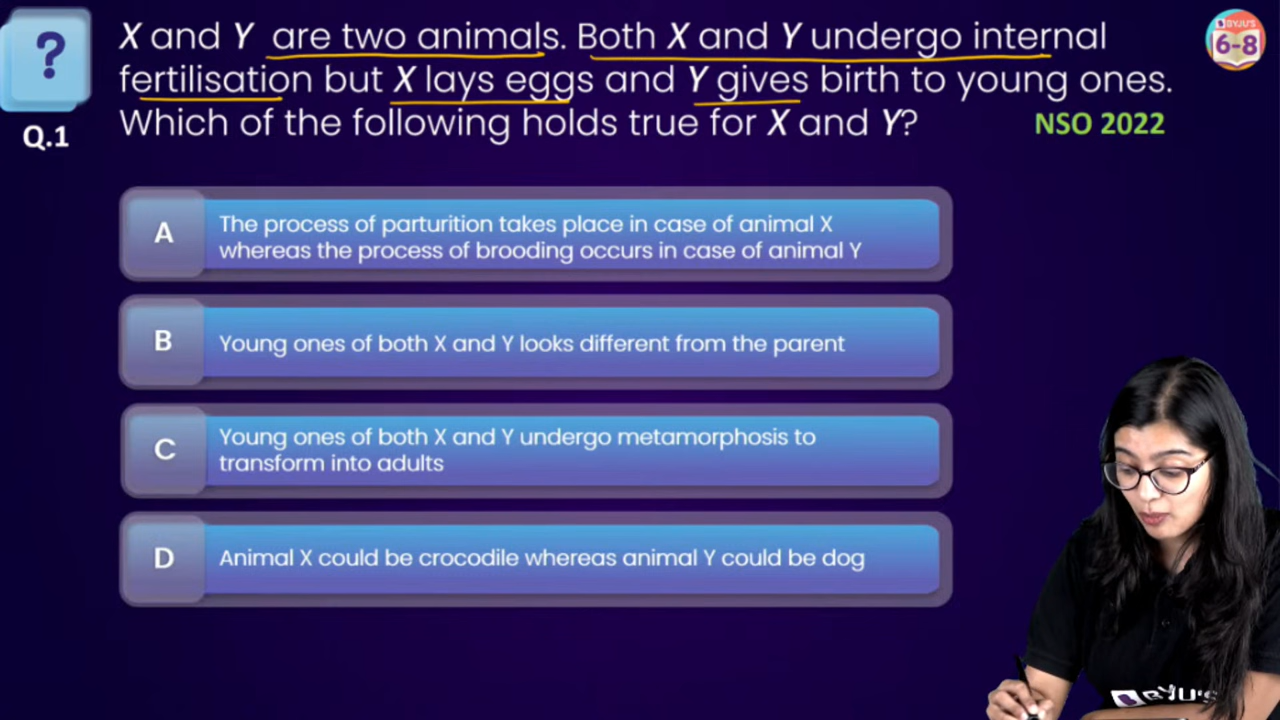 ?
X and Y are two animals. Both X and Y undergo internal
BYJU'S
6-8
fertilisation but X lays eggs and Y gives birth to young ones.
Q.1
Which of the following holds true for X and Y?
NSO 2022
A
The process of parturition takes place in case of animal X
whereas the process of brooding occurs in case of animal Y
B
Young ones of both X and Y looks different from the parent
C
Young ones of both X and Y undergo metamorphosis to
transform into adults
D
Animal X could be crocodile whereas animal Y could be dog
BYJU'S